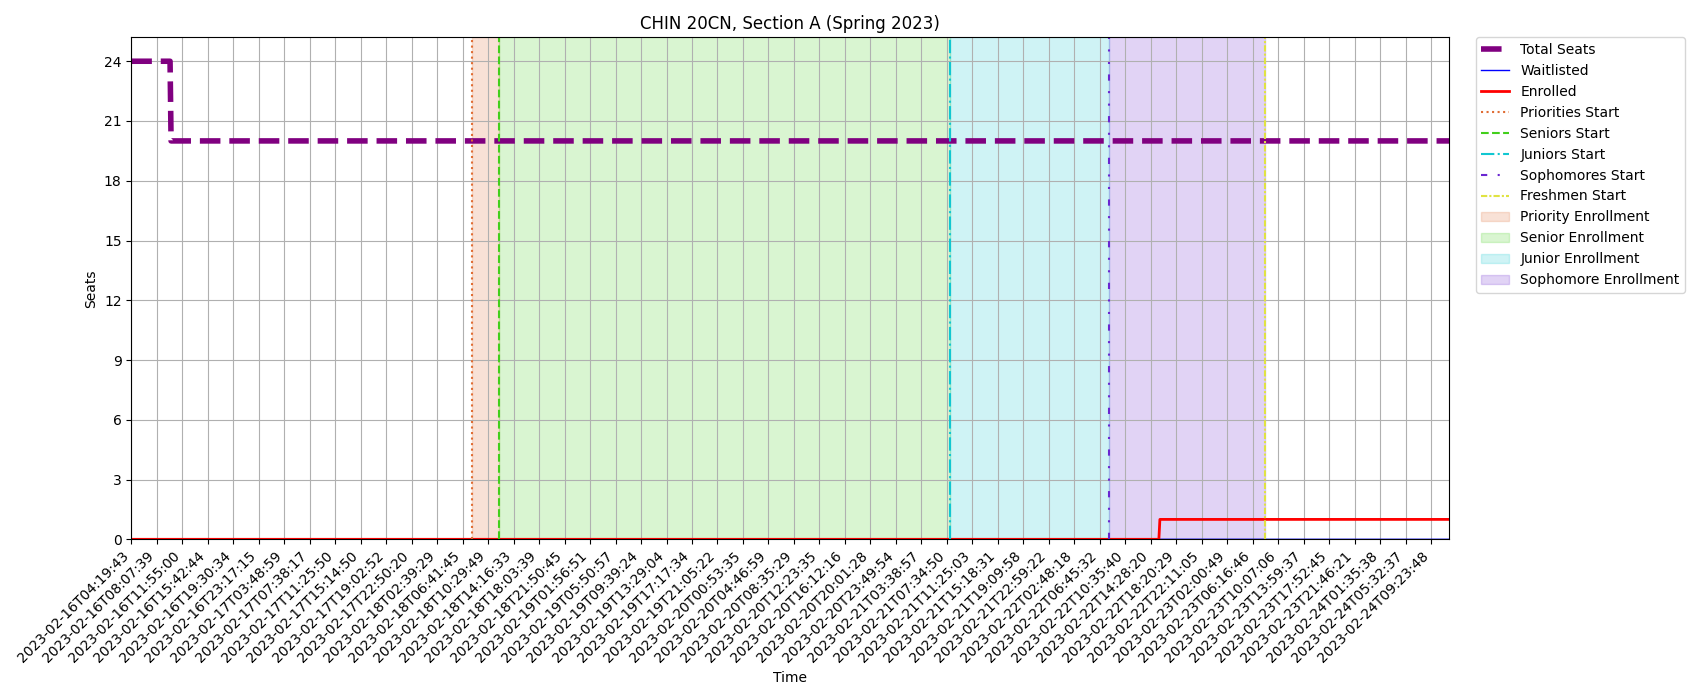 CHIN 20CN, Section A (Spring 2023)
24
21
18
15
12
9
6
3
0
Seats
2023-02-16T04:19:43
2023-02-16T08:07:39
2023-02-16T11:55:00
2023-02-16T15:42:44
2023-02-16T19:30:34
2023-02-16T23:17:15
2023-02-17T03:48:59
2023-02-17T07:38:17
2023-02-17T11:25:50
2023-02-17T15:14:50
2023-02-17T19:02:52
2023-02-17T22:50:20
2023-02-18T02:39:29
2023-02-18T06:41:45
2023-02-18T10:29:49
2023-02-18T14:16:33
2023-02-18T18:03:39
2023-02-18T21:50:45
2023-02-19T01:56:51
2023-02-19T05:50:57
2023-02-19T09:39:24
2023-02-19T13:29:04
2023-02-19T17:17:34
2023-02-19T21:05:22
2023-02-20T00:53:35
2023-02-20T04:46:59
2023-02-20T08:35:29
2023-02-20T12:23:35
2023-02-20T16:12:16
2023-02-20T20:01:28
2023-02-20T23:49:54
2023-02-21T03:38:57
2023-02-21T07:34:50
2023-02-21T11:25:03
2023-02-21T15:18:31
2023-02-21T19:09:58
2023-02-21T22:59:22
2023-02-22T02:48:18
2023-02-22T06:45:32
2023-02-22T10:35:40
2023-02-22T14:28:20
2023-02-22T18:20:29
2023-02-22T22:11:05
2023-02-23T02:00:49
2023-02-23T06:16:46
2023-02-23T10:07:06
2023-02-23T13:59:37
2023-02-23T17:52:45
2023-02-23T21:46:21
2023-02-24T01:35:38
2023-02-24T05:32:37
2023-02-24T09:23:48
Time
Total Seats
Waitlisted
Enrolled
Priorities Start
Seniors Start
Juniors Start
Sophomores Start
Freshmen Start
Priority Enrollment
Senior Enrollment
Junior Enrollment
Sophomore Enrollment